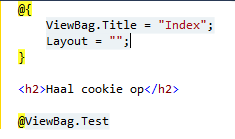 @{
ViewBag.Title = "Index";
Layout = "";
}
<h2>Haal cookie op</h2>
@ViewBag.Test